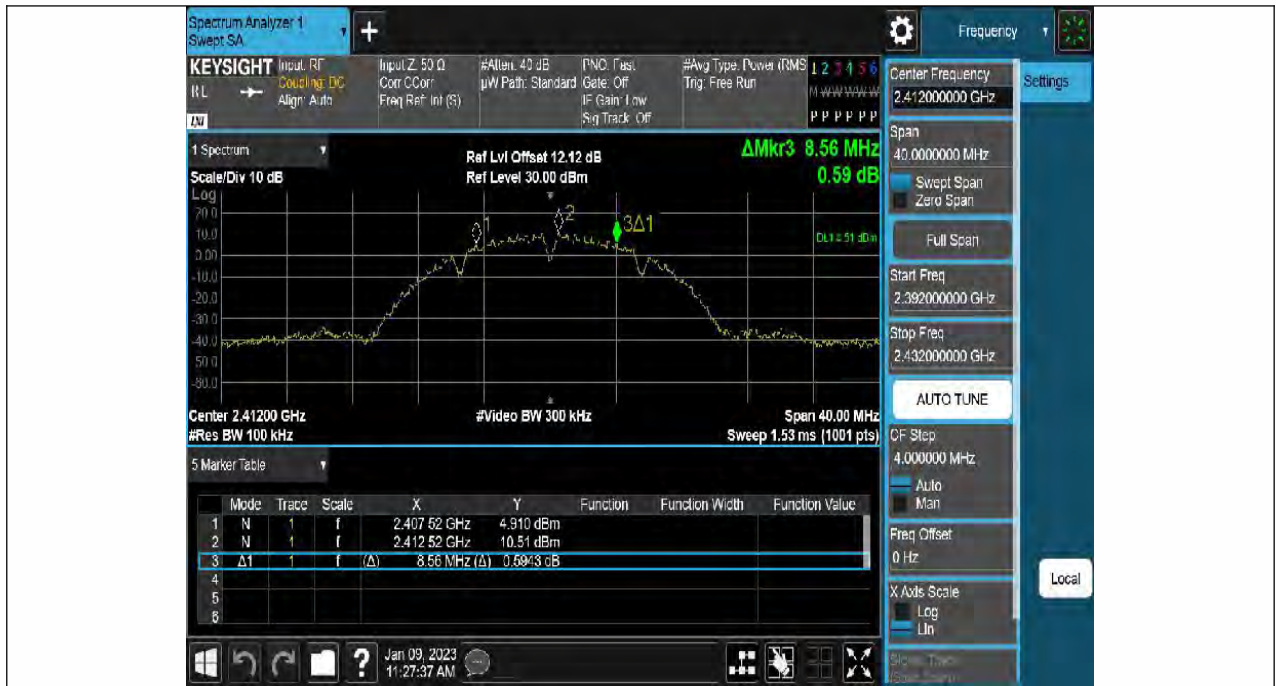 Spectrum Analyzer 1
Swept SA
+
Frequency
KEYSIGHT
RL
LXI
Input: RF
Coupling: DC
Align: Auto
Input Z: 50 Ω
Corr CCorr
Freq Ref: Int (S)
#Atten: 40 dB
µW Path: Standard
PNO: Fast
Gate: Off
IF Gain: Low
Sig Track: Off
#Avg Type: Power (RMS
Trig: Free Run
1 2 3 4 5 6
M W W W W W
P P P P P P
Center Frequency
2.412000000 GHz
Settings
Span
40.0000000 MHz
Swept Span
Zero Span
Full Span
Start Freq
2.392000000 GHz
Stop Freq
2.432000000 GHz
AUTO TUNE
CF Step
4.000000 MHz
Auto
Man
Freq Offset
0 Hz
X Axis Scale
Log
Lin
Local
1 Spectrum
Scale/Div 10 dB
Log
Ref Lvl Offset 12.12 dB
Ref Level 30.00 dBm
ΔMkr3 8.56 MHz
0.59 dB
1
2
3Δ1
10.0
0.00
-10.0
-20.0
-30.0
-40.0
Center 2.41200 GHz
#Video BW 300 kHz
Span 40.00 MHz
#Res BW 100 kHz
Sweep 1.53 ms (1001 pts)
5 Marker Table
Mode Trace Scale X Y Function Function Width Function Value
1 N 1 f 2.407 52 GHz 4.910 dBm
2 N 1 f 2.412 52 GHz 10.51 dBm
3 Δ1 1 f (Δ) 8.56 MHz (Δ) 0.5943 dB
4
5
6
?
Jan 09, 2023
11:27:37 AM